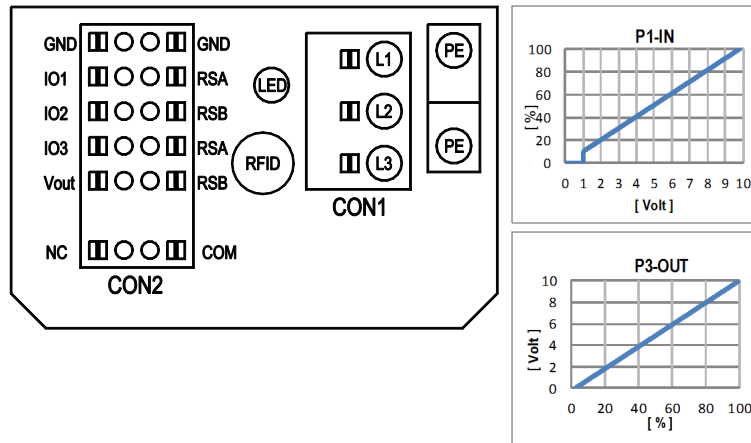 GND GND
IO1 RSA
IO2 RSB
IO3 RSA
Vout RSB
NC COM
CON2
LED
RFID
L1
L2
L3
CON1
PE
PE
P1-IN
100
80
60
40
20
0
[ %]
0 1 2 3 4 5 6 7 8 9 10
[ Volt ]
P3-OUT
10
8
6
4
2
0
[ Volt ]
0 20 40 60 80 100
[ %]